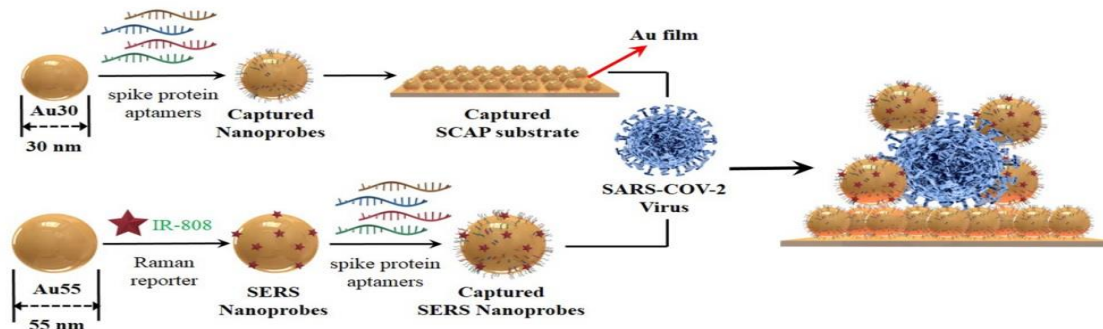 Au film
Au30
30 nm
spike protein
aptamers
Captured
Nanoprobes
Captured
SCAP substrate
SARS-COV-2
Virus
Au55
55 nm
IR-808
Raman
reporter
SERS
Nanoprobes
spike protein
aptamers
Captured
SERS Nanoprobes